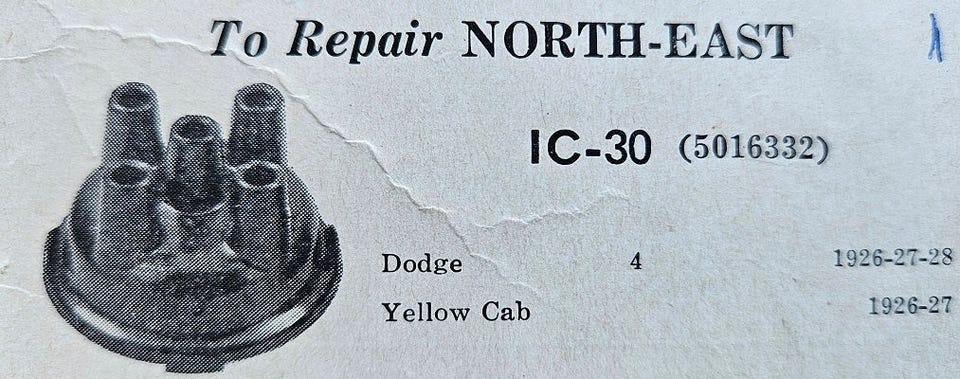 To Repair NORTH-EAST
IC-30 (5016332)
Dodge 4 1926-27-28
Yellow Cab 1926-27